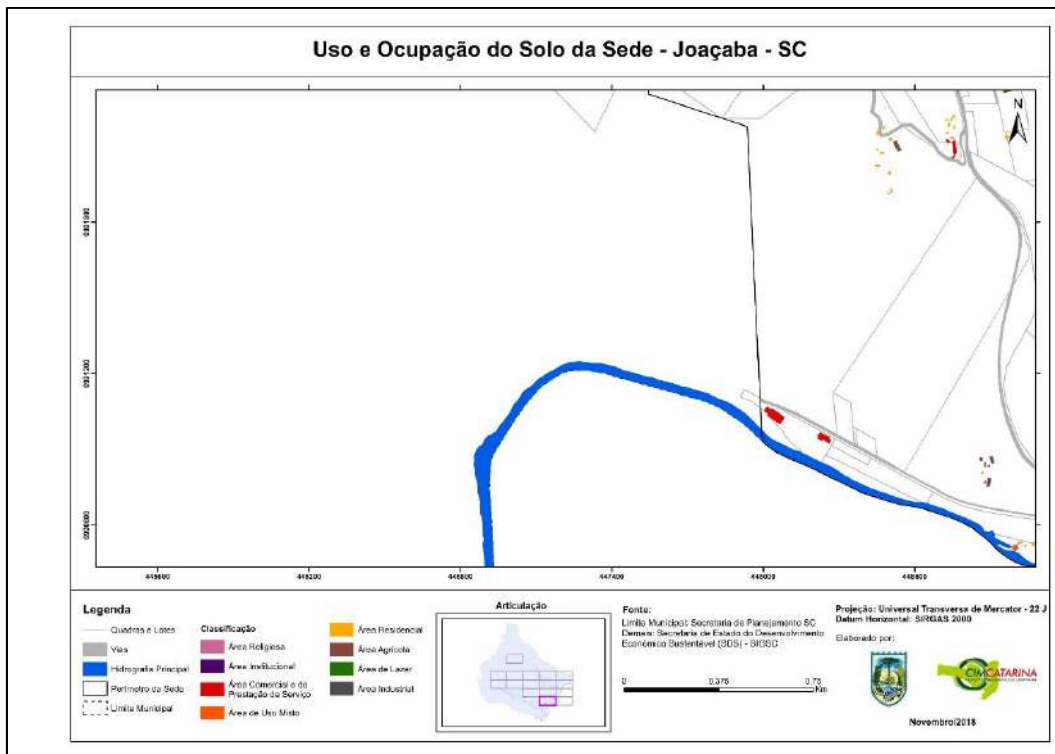 Uso e Ocupação do Solo da Sede - Joaçaba - SC
N
6991200
447400
448000
Legenda
Quadras e Lotes
Vias
Hidrografia Principal
Perímetro da Sede
Limite Municipal
Classificação
Área Religiosa
Área Institucional
Área Comercial e de
Prestação de Serviço
Área de Uso Misto
Área Residencial
Área Agrícola
Área de Lazer
Área Industrial
Articulação
Fonte:
Limite Municipal: Secretaria de Planejamento SC
Demais: Secretaria de Estado do Desenvolvimento
Econômico Sustentável (SDS) - SIGSC
0 0,375 0,75
Km
Projeção: Universal Transversa de Mercator - 22 J
Datum Horizontal: SIRGAS 2000
Elaborado por:
CIMCATARINA
Novembro/2018